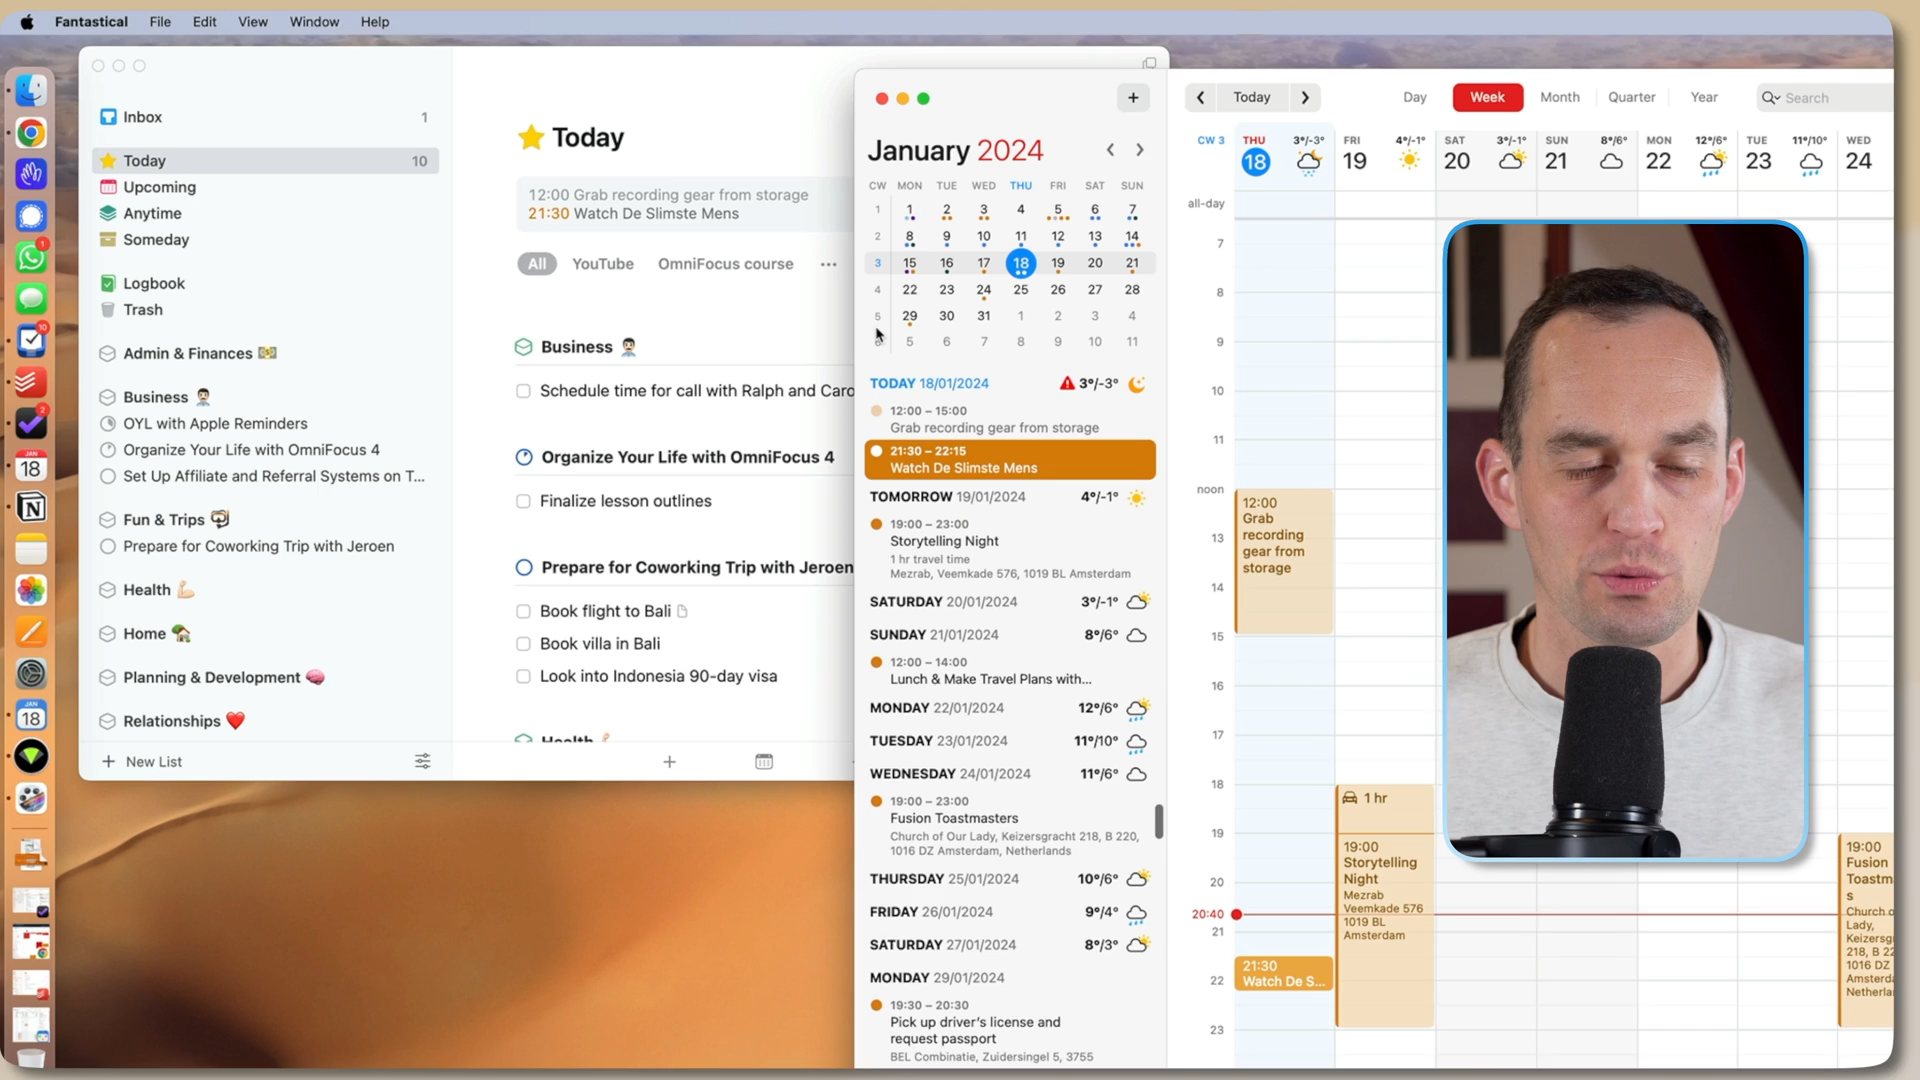 Fantastical File Edit View Window Help
Inbox 1
Today 10
Upcoming
Anytime
Someday
Logbook
Trash
Admin & Finances
Business
OYL with Apple Reminders
Organize Your Life with OmniFocus 4
Set Up Affiliate and Referral Systems on T...
Fun & Trips
Prepare for Coworking Trip with Jeroen
Health
Home
Planning & Development
Relationships
New List
Today
12:00 Grab recording gear from storage
21:30 Watch De Slimste Mens
All YouTube OmniFocus course ...
Business
Schedule time for call with Ralph and Caro
Organize Your Life with OmniFocus 4
Finalize lesson outlines
Prepare for Coworking Trip with Jeroen
Book flight to Bali
Book villa in Bali
Look into Indonesia 90-day visa
Health
January 2024
CW MON TUE WED THU FRI SAT SUN
1 1 2 3 4 5 6 7
2 8 9 10 11 12 13 14
3 15 16 17 18 19 20 21
4 22 23 24 25 26 27 28
5 29 30 31 1 2 3 4
5 6 7 8 9 10 11
TODAY 18/01/2024 3°/-3°
12:00 – 15:00
Grab recording gear from storage
21:30 – 22:15
Watch De Slimste Mens
TOMORROW 19/01/2024 4°/-1°
19:00 – 23:00
Storytelling Night
1 hr travel time
Mezrab, Veemkade 576, 1019 BL Amsterdam
SATURDAY 20/01/2024 3°/-1°
SUNDAY 21/01/2024 8°/6°
12:00 – 14:00
Lunch & Make Travel Plans with...
MONDAY 22/01/2024 12°/6°
TUESDAY 23/01/2024 11°/10°
WEDNESDAY 24/01/2024 11°/6°
19:00 – 23:00
Fusion Toastmasters
Church of Our Lady, Keizersgracht 218, B 220,
1016 DZ Amsterdam, Netherlands
THURSDAY 25/01/2024 10°/6°
FRIDAY 26/01/2024 9°/4°
SATURDAY 27/01/2024 8°/3°
MONDAY 29/01/2024
19:30 – 20:30
Pick up driver's license and
request passport
BEL Combinatie, Zuidersingel 5, 3755
Today Day Week Month Quarter Year Search
CW 3 THU 3°/-3° FRI 4°/-1° SAT 3°/-1° SUN 8°/6° MON 12°/6° TUE 11°/10° WED
18 19 20 21 22 23 24
all-day
7
8
9
10
11
noon
13
14
15
16
17
18
19
20
20:40
21
22
23
12:00
Grab
recording
gear from
storage
21:30
Watch De S...
1 hr
19:00
Storytelling
Night
Mezrab
Veemkade 576
1019 BL
Amsterdam
19:00
Fusion
Toastm
s
Church o
Lady,
Keizersg
218, B 22
1016 DZ
Amsterda
Netherla
JAN
18
JAN
18
1
10
2